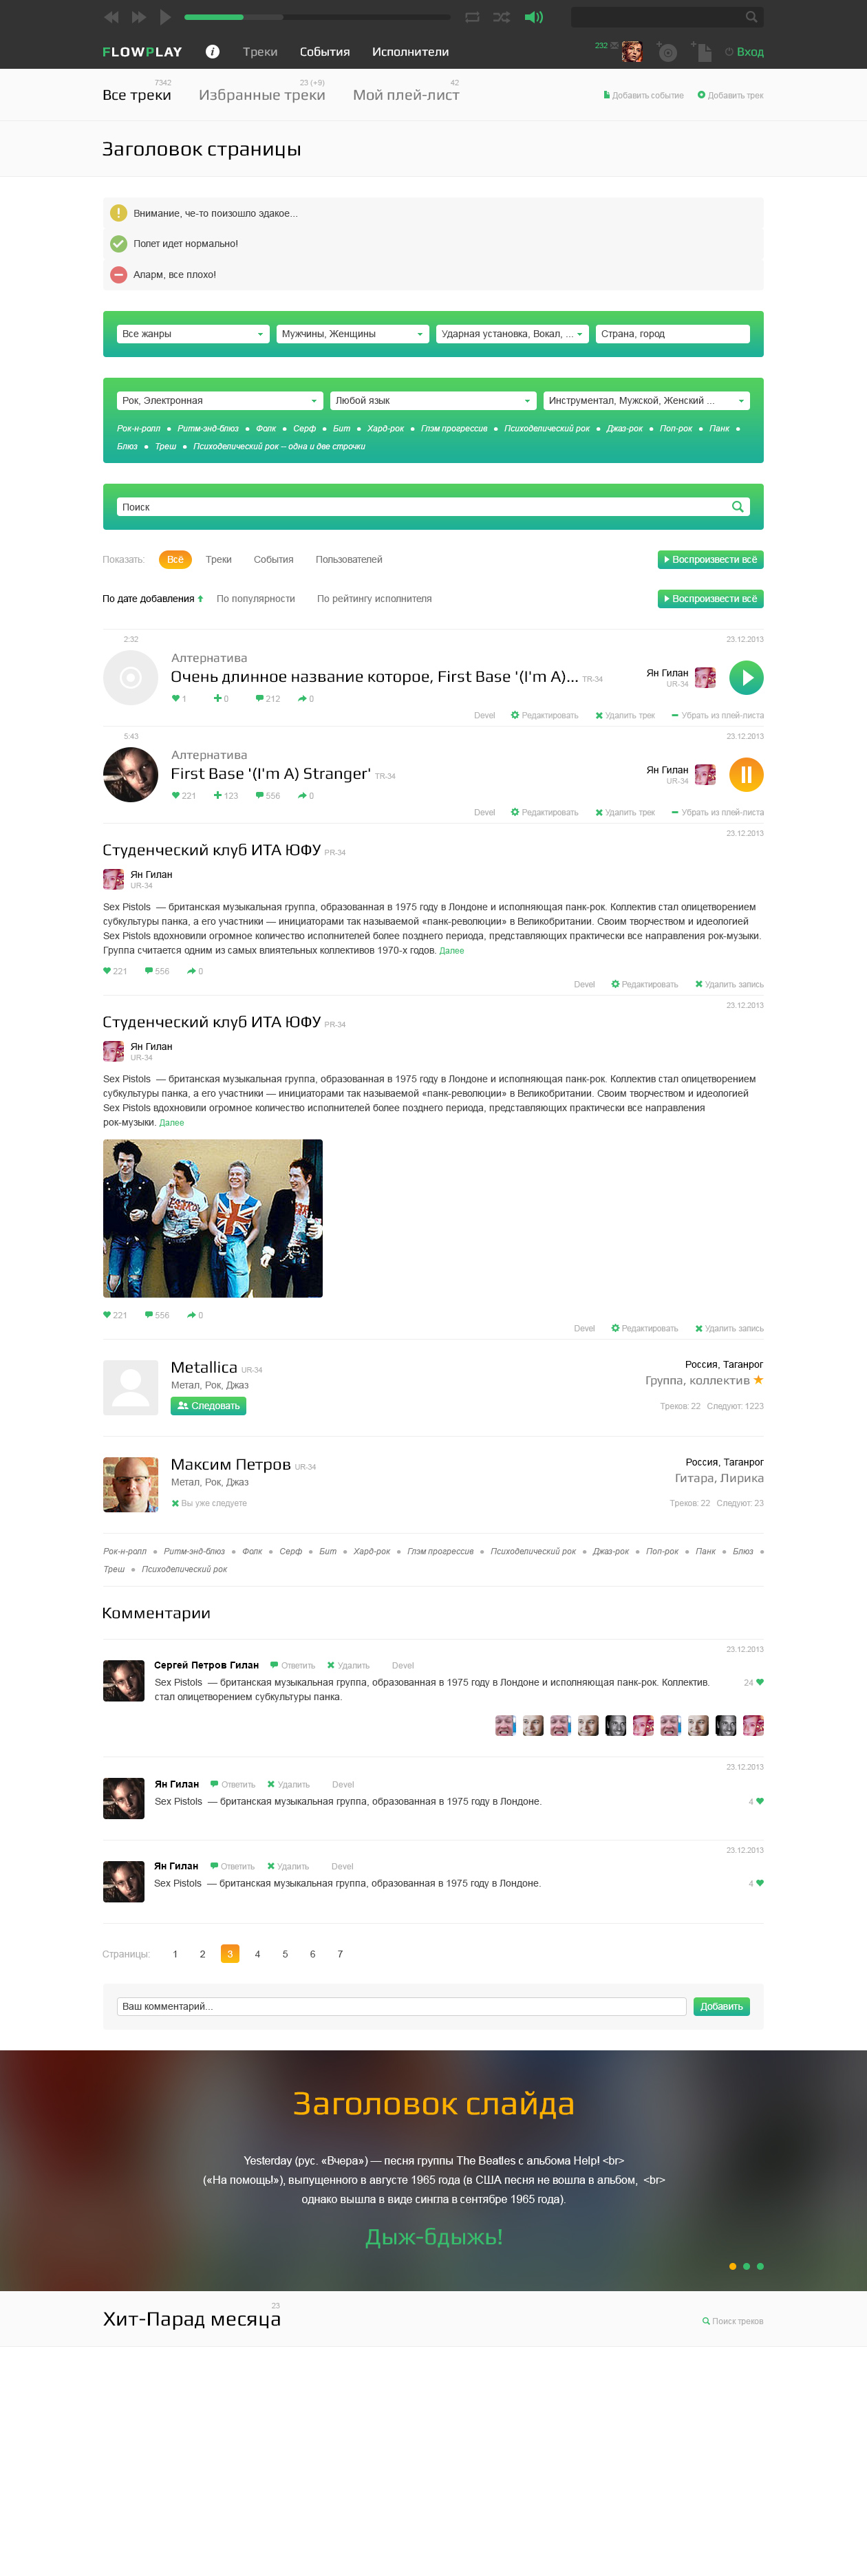 FLOWPLAY Треки События Исполнители 232 Вход
7342 23 (+9) 42
Все треки Избранные треки Мой плей-лист Добавить событие Добавить трек
Заголовок страницы
Внимание, че-то поизошло эдакое...
Полет идет нормально!
Аларм, все плохо!
Все жанры Мужчины, Женщины Ударная установка, Вокал, ... Страна, город
Рок, Электронная Любой язык Инструментал, Мужской, Женский ...
Рок-н-ролл Ритм-энд-блюз Фолк Серф Бит Хард-рок Глэм прогрессив Психоделический рок Джаз-рок Поп-рок Панк
Блюз Треш Психоделический рок – одна и две строчки
Поиск
Показать: Всё Треки События Пользователей Воспроизвести всё
По дате добавления По популярности По рейтингу исполнителя Воспроизвести всё
2:32 23.12.2013
Алтернатива
Очень длинное название которое, First Base '(I'm A)... TR-34 Ян Гилан
UR-34
1 0 212 0
Devel Редактировать Удалить трек Убрать из плей-листа
5:43 23.12.2013
Алтернатива
First Base '(I'm A) Stranger' TR-34 Ян Гилан
UR-34
221 123 556 0
Devel Редактировать Удалить трек Убрать из плей-листа
23.12.2013
Студенческий клуб ИТА ЮФУ PR-34
Ян Гилан
UR-34
Sex Pistols — британская музыкальная группа, образованная в 1975 году в Лондоне и исполняющая панк-рок. Коллектив стал олицетворением
субкультуры панка, а его участники — инициаторами так называемой «панк-революции» в Великобритании. Своим творчеством и идеологией
Sex Pistols вдохновили огромное количество исполнителей более позднего периода, представляющих практически все направления рок-музыки.
Группа считается одним из самых влиятельных коллективов 1970-х годов. Далее
221 556 0
Devel Редактировать Удалить запись
23.12.2013
Студенческий клуб ИТА ЮФУ PR-34
Ян Гилан
UR-34
Sex Pistols — британская музыкальная группа, образованная в 1975 году в Лондоне и исполняющая панк-рок. Коллектив стал олицетворением
субкультуры панка, а его участники — инициаторами так называемой «панк-революции» в Великобритании. Своим творчеством и идеологией
Sex Pistols вдохновили огромное количество исполнителей более позднего периода, представляющих практически все направления
рок-музыки. Далее
221 556 0
Devel Редактировать Удалить запись
Metallica UR-34 Россия, Таганрог
Метал, Рок, Джаз Группа, коллектив
Следовать Треков: 22 Следуют: 1223
Максим Петров UR-34 Россия, Таганрог
Метал, Рок, Джаз Гитара, Лирика
Вы уже следуете Треков: 22 Следуют: 23
Рок-н-ролл Ритм-энд-блюз Фолк Серф Бит Хард-рок Глэм прогрессив Психоделический рок Джаз-рок Поп-рок Панк Блюз
Треш Психоделический рок
Комментарии
23.12.2013
Сергей Петров Гилан Ответить Удалить Devel
Sex Pistols — британская музыкальная группа, образованная в 1975 году в Лондоне и исполняющая панк-рок. Коллектив. 24
стал олицетворением субкультуры панка.
23.12.2013
Ян Гилан Ответить Удалить Devel
Sex Pistols — британская музыкальная группа, образованная в 1975 году в Лондоне. 4
23.12.2013
Ян Гилан Ответить Удалить Devel
Sex Pistols — британская музыкальная группа, образованная в 1975 году в Лондоне. 4
Страницы: 1 2 3 4 5 6 7
Ваш комментарий... Добавить
Заголовок слайда
Yesterday (рус. «Вчера») — песня группы The Beatles с альбома Help! <br>
(«На помощь!»), выпущенного в августе 1965 года (в США песня не вошла в альбом, <br>
однако вышла в виде сингла в сентябре 1965 года).
Дыж-бдыжь!
23
Хит-Парад месяца Поиск треков